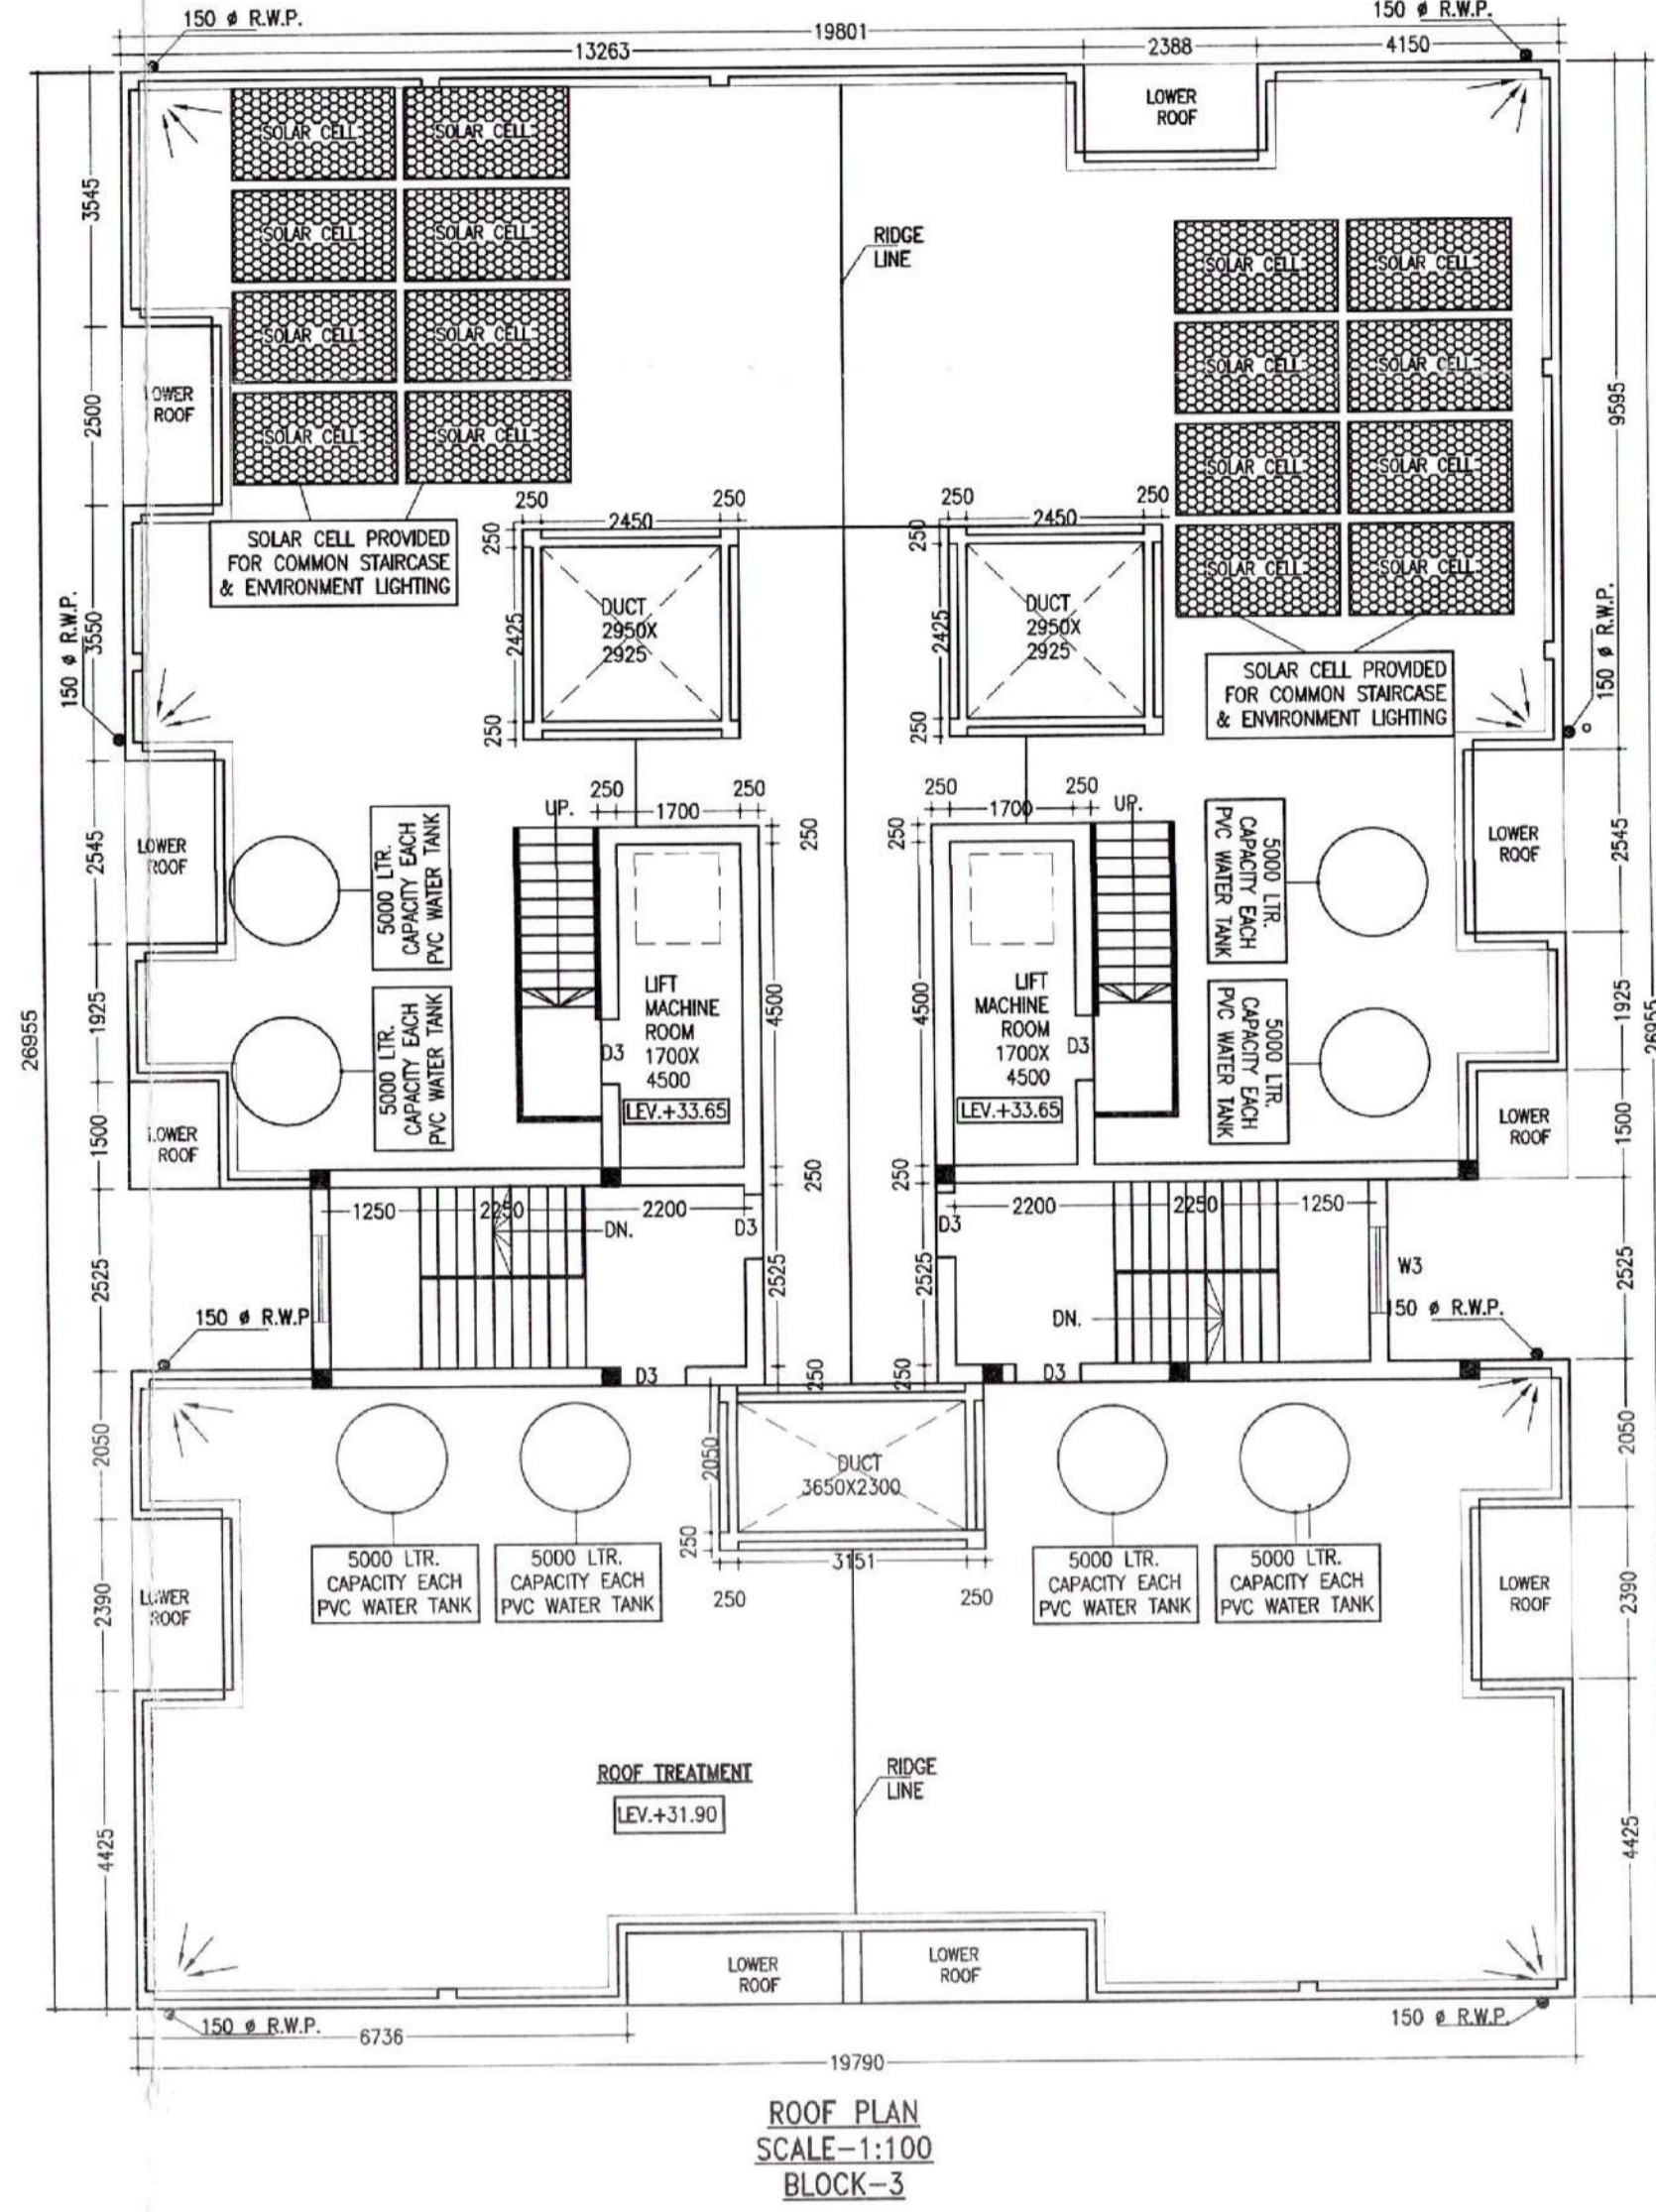 150 ø R.W.P.
150 ø R.W.P.
19801
13263
2388
4150
LOWER
ROOF
SOLAR CELL
SOLAR CELL
SOLAR CELL
SOLAR CELL
SOLAR CELL
SOLAR CELL
SOLAR CELL
SOLAR CELL
RIDGE
LINE
SOLAR CELL
SOLAR CELL
SOLAR CELL
SOLAR CELL
SOLAR CELL
SOLAR CELL
SOLAR CELL
SOLAR CELL
3545
2500
3550
2545
1925
1500
2525
2050
2390
4425
26955
9595
2545
1925
1500
2525
2050
2390
4425
26955
LOWER
ROOF
SOLAR CELL PROVIDED
FOR COMMON STAIRCASE
& ENVIRONMENT LIGHTING
SOLAR CELL PROVIDED
FOR COMMON STAIRCASE
& ENVIRONMENT LIGHTING
150 ø R.W.P.
150 ø R.W.P.
250
2450
250
250
2425
250
DUCT
2950X
2925
250
2450
250
250
2425
250
DUCT
2950X
2925
LOWER
ROOF
5000 LTR.
CAPACITY EACH
PVC WATER TANK
5000 LTR.
CAPACITY EACH
PVC WATER TANK
UP.
250
1700
250
250
4500
250
LIFT
MACHINE
ROOM
1700X
4500
D3
LEV.+33.65
250
1700
250
UP.
250
4500
250
LIFT
MACHINE
ROOM
1700X
4500
D3
LEV.+33.65
5000 LTR.
CAPACITY EACH
PVC WATER TANK
5000 LTR.
CAPACITY EACH
PVC WATER TANK
LOWER
ROOF
LOWER
ROOF
LOWER
ROOF
1250
2250
2200
DN.
D3
2525
250
D3
2200
2250
1250
D3
2525
250
DN.
D3
W3
150 ø R.W.P
150 ø R.W.P.
2050
250
DUCT
3650X2300
3151
250
250
5000 LTR.
CAPACITY EACH
PVC WATER TANK
5000 LTR.
CAPACITY EACH
PVC WATER TANK
5000 LTR.
CAPACITY EACH
PVC WATER TANK
5000 LTR.
CAPACITY EACH
PVC WATER TANK
LOWER
ROOF
LOWER
ROOF
ROOF TREATMENT
LEV.+31.90
RIDGE
LINE
LOWER
ROOF
LOWER
ROOF
150 ø R.W.P.
6736
150 ø R.W.P.
19790
ROOF PLAN
SCALE-1:100
BLOCK-3